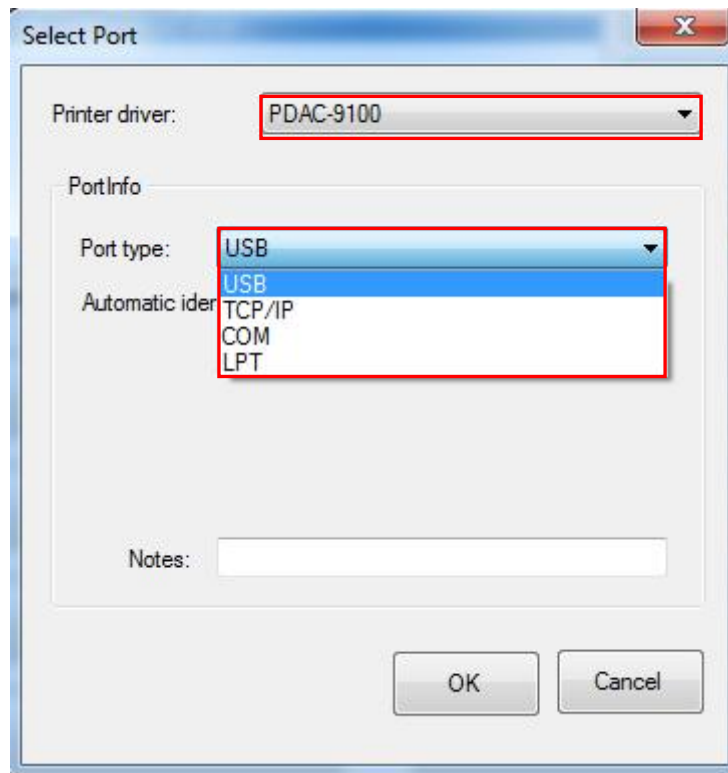 Select Port
Printer driver: PDAC-9100
PortInfo
Port type: USB
USB
Automatic ider
TCP/IP
COM
LPT
Notes:
OK Cancel